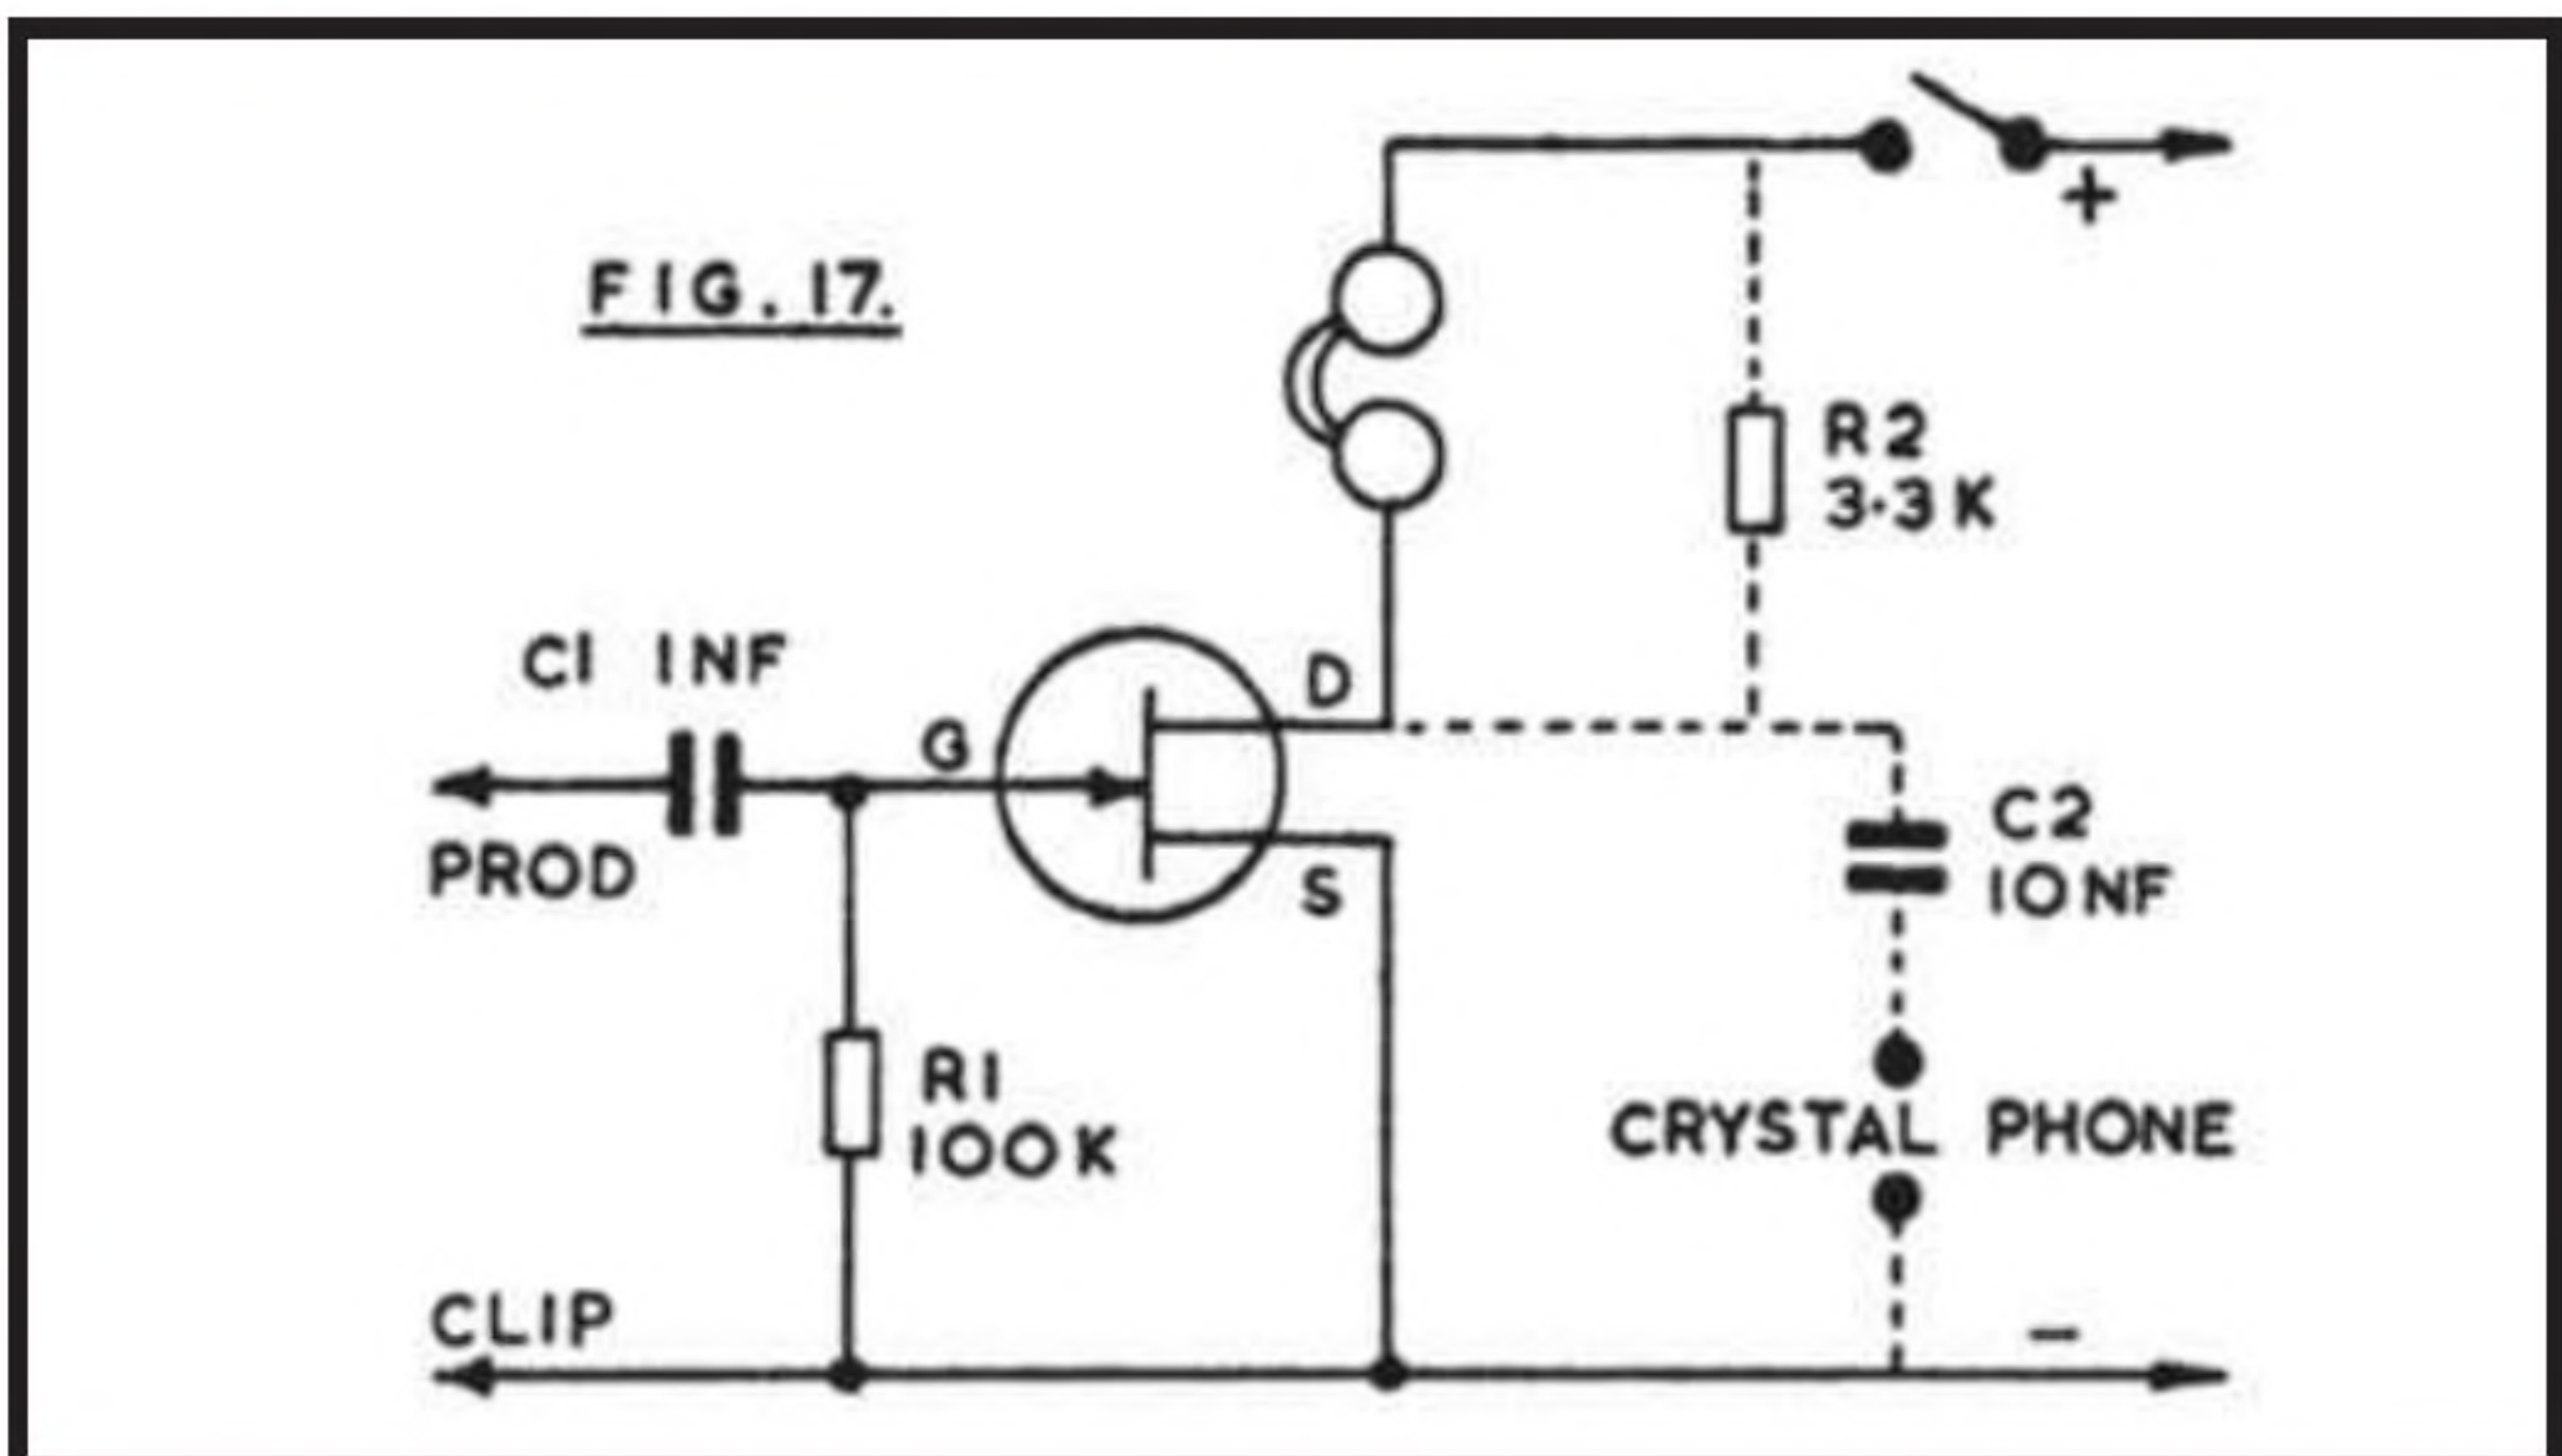 FIG. 17.
+
R2
3·3K
C1 1NF
D
G
PROD
S
C2
10NF
R1
100K
CRYSTAL PHONE
CLIP
–